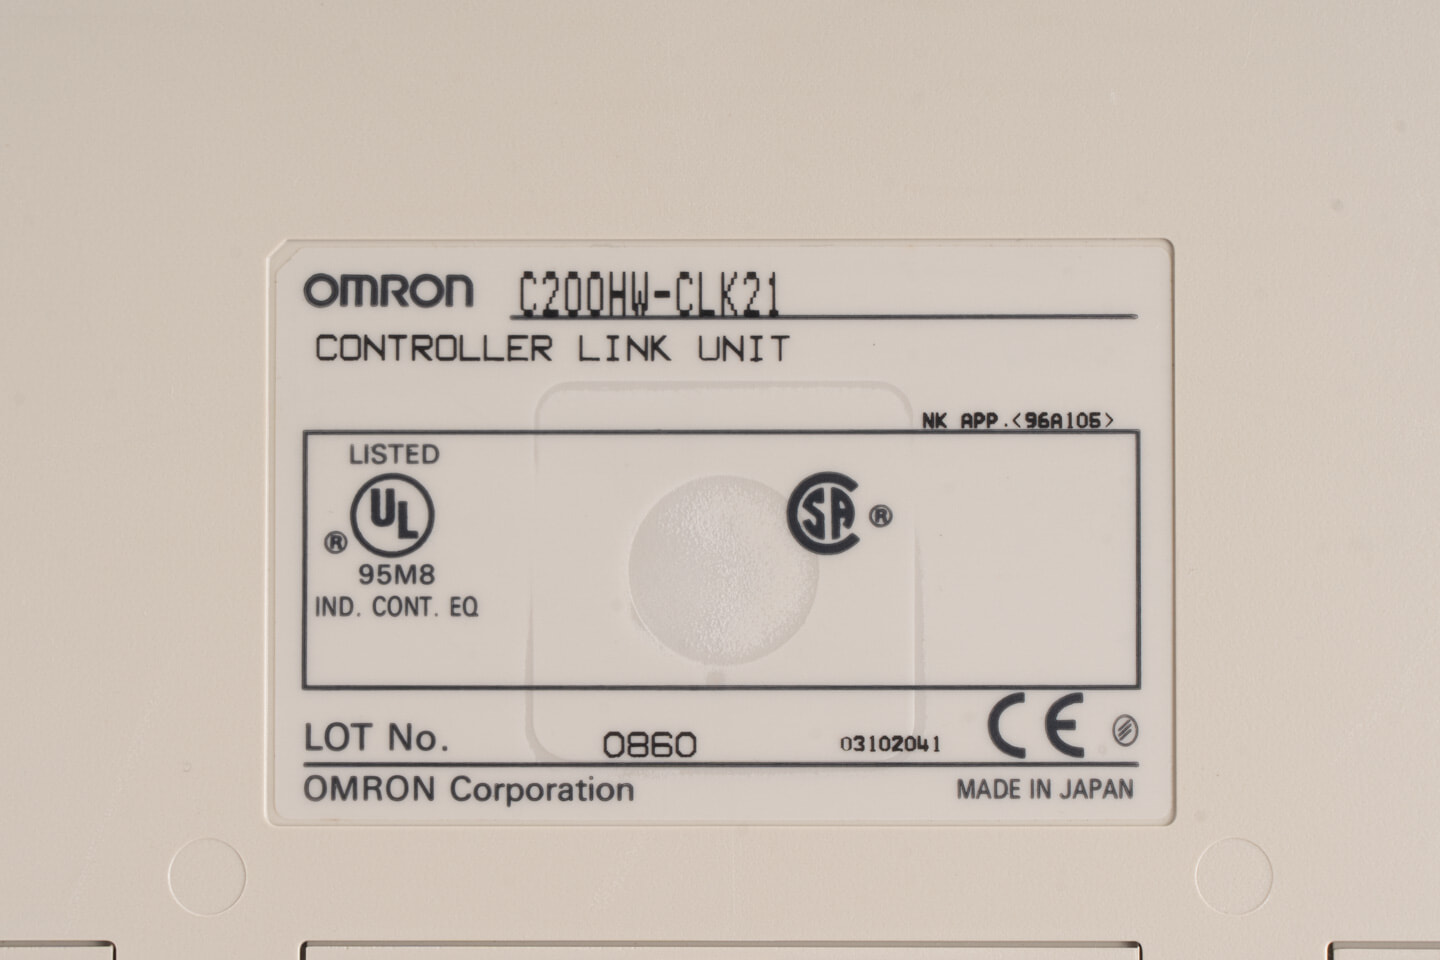 OMRON C200HW-CLK21
CONTROLLER LINK UNIT
NK APP.<96A105>
LISTED
UL
®
95M8
IND. CONT. EQ
SA ®
LOT No. 0860 03102041 CE
OMRON Corporation MADE IN JAPAN